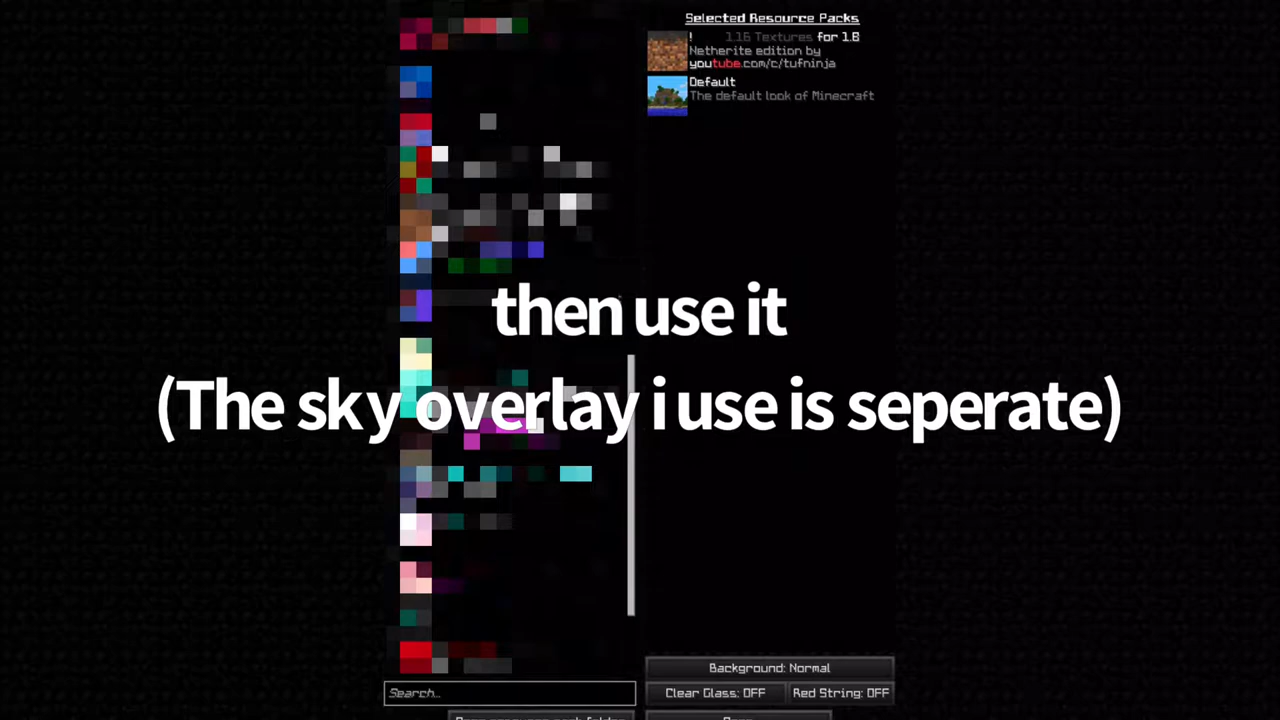 Selected Resource Packs
! 1.16 Textures for 1.8
Netherite edition by
youtube.com/c/tufninja
Default
The default look of Minecraft
then use it
(The sky overlay i use is seperate)
Background: Normal
Search...
Clear Glass: OFF
Red String: OFF